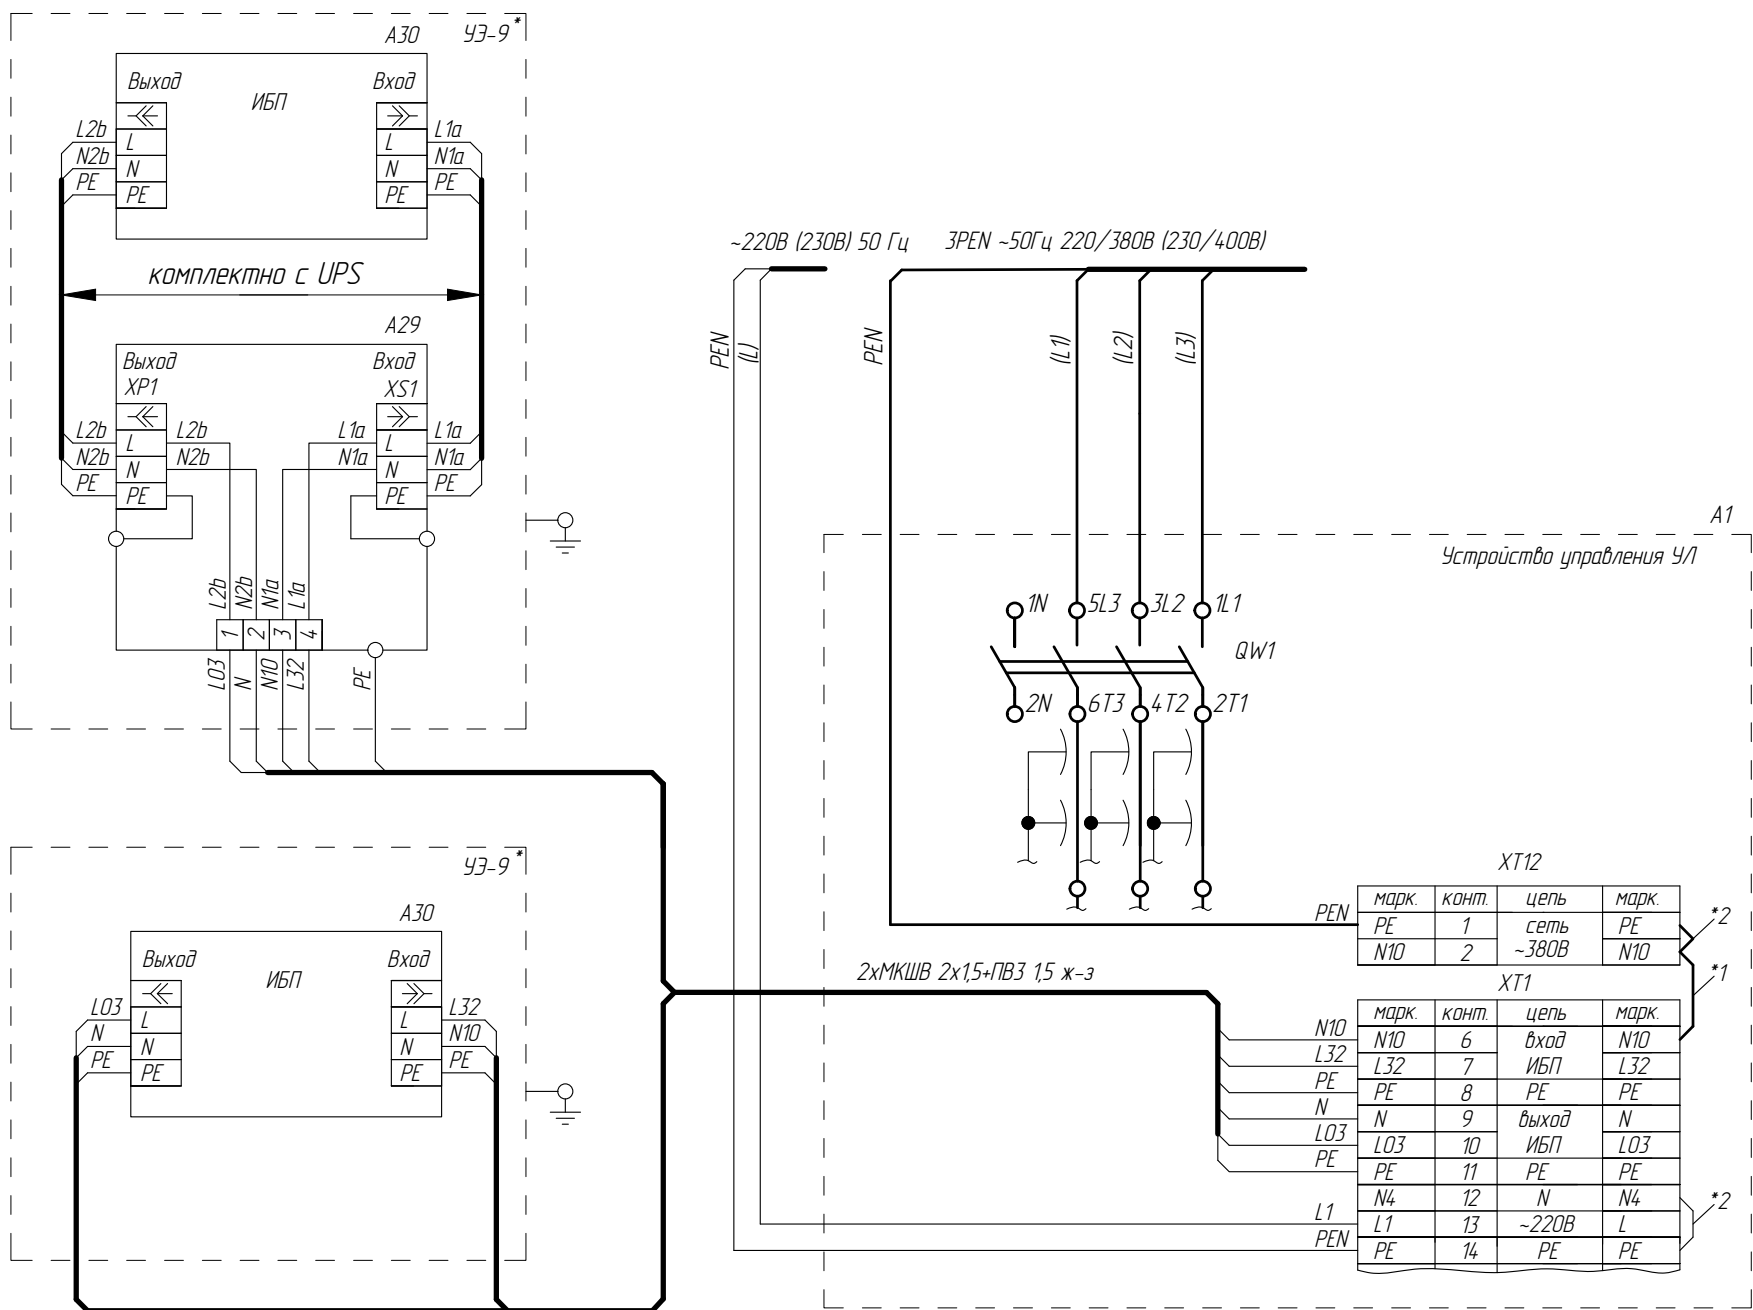 УЭ-9*
А30
Выход
Вход
ИБП
L2b
L
L
L1a
N2b
N
N
N1a
PE
PE
PE
PE
комплектно с UPS
А29
Выход
Вход
XP1
XS1
L2b
L
L2b
L1a
L
L1a
N2b
N
N2b
N1a
N
N1a
PE
PE
PE
PE
L2b
N2b
N1a
L1a
1
2
3
4
L03
N
N10
L32
PE
~220В (230В) 50 Гц
3PEN ~50Гц 220/380В (230/400В)
PEN
(L)
PEN
(L1)
(L2)
(L3)
А1
Устройство управления УЛ
1N
5L3
3L2
1L1
QW1
2N
6T3
4T2
2T1
УЭ-9*
А30
Выход
Вход
ИБП
L03
L
L
L32
N
N
N
N10
PE
PE
PE
PE
2хМКШВ 2х1,5+ПВ3 1,5 ж-з
XT12
марк. конт. цепь марк.
PEN
PE 1 сеть PE
N10 2 ~380В N10
*2
*1
XT1
марк. конт. цепь марк.
N10 N10 6 вход N10
L32 L32 7 ИБП L32
PE PE 8 PE PE
N N 9 выход N
L03 L03 10 ИБП L03
PE PE 11 PE PE
N4 12 N N4
*2
L1 L1 13 ~220В L
PEN PE 14 PE PE